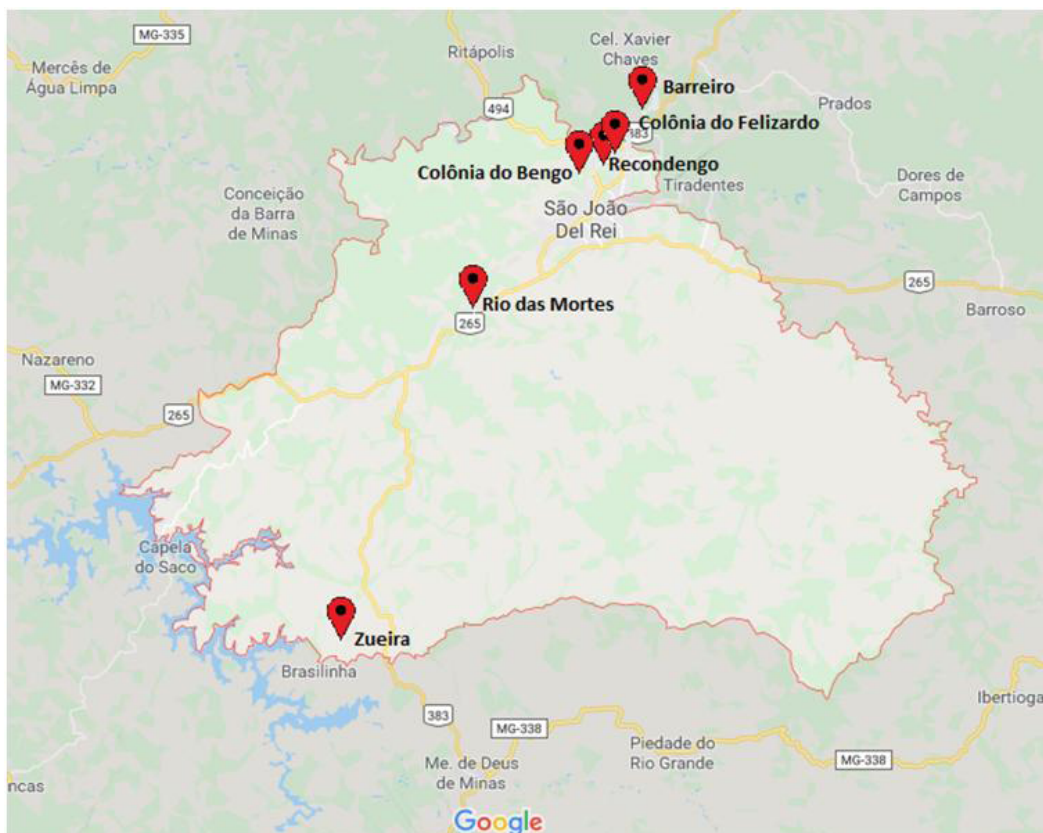 MG-335
Ritápolis
Cel. Xavier
Chaves
Mercês de
Água Limpa
Barreiro
494
Prados
Colônia do Felizardo
383
Recondengo
Colônia do Bengo
Tiradentes
Dores de
Campos
Conceição
da Barra
de Minas
São João
Del Rei
265
Rio das Mortes
Barroso
265
Nazareno
MG-332
265
Capela
do Saco
Zueira
Brasilinha
Ibertioga
383
MG-338
Piedade do
Rio Grande
MG-338
Me. de Deus
de Minas
ncas
Google